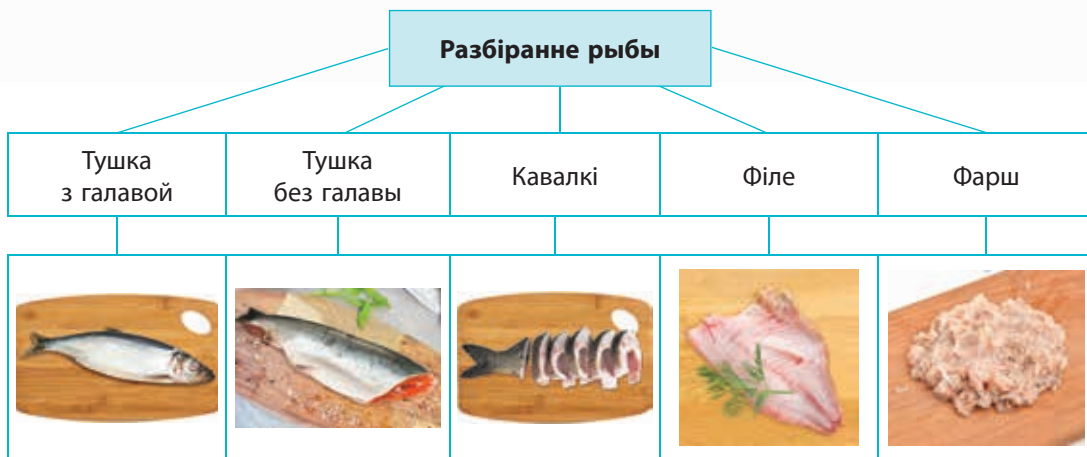 Разбіранне рыбы
Тушка
з галавой
Тушка
без галавы
Кавалкі
Філе
Фарш